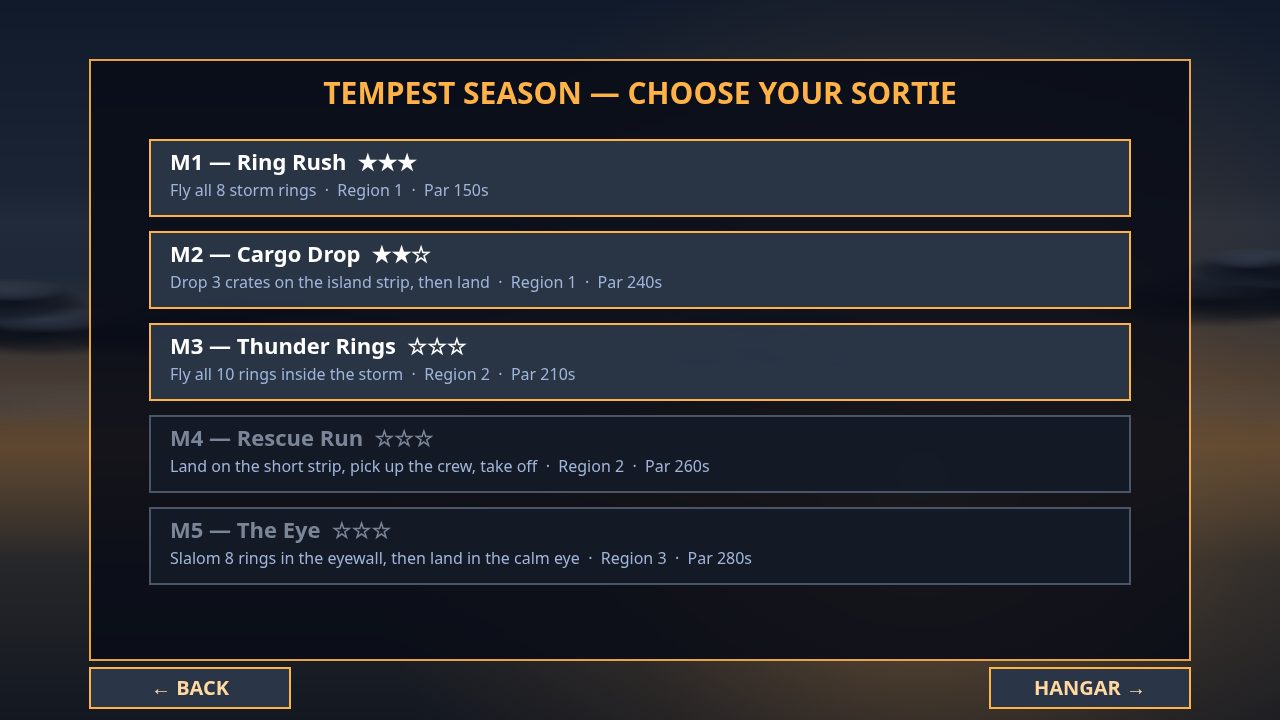 TEMPEST SEASON — CHOOSE YOUR SORTIE
M1 — Ring Rush ★★★
Fly all 8 storm rings · Region 1 · Par 150s
M2 — Cargo Drop ★★☆
Drop 3 crates on the island strip, then land · Region 1 · Par 240s
M3 — Thunder Rings ☆☆☆
Fly all 10 rings inside the storm · Region 2 · Par 210s
M4 — Rescue Run ☆☆☆
Land on the short strip, pick up the crew, take off · Region 2 · Par 260s
M5 — The Eye ☆☆☆
Slalom 8 rings in the eyewall, then land in the calm eye · Region 3 · Par 280s
← BACK
HANGAR →